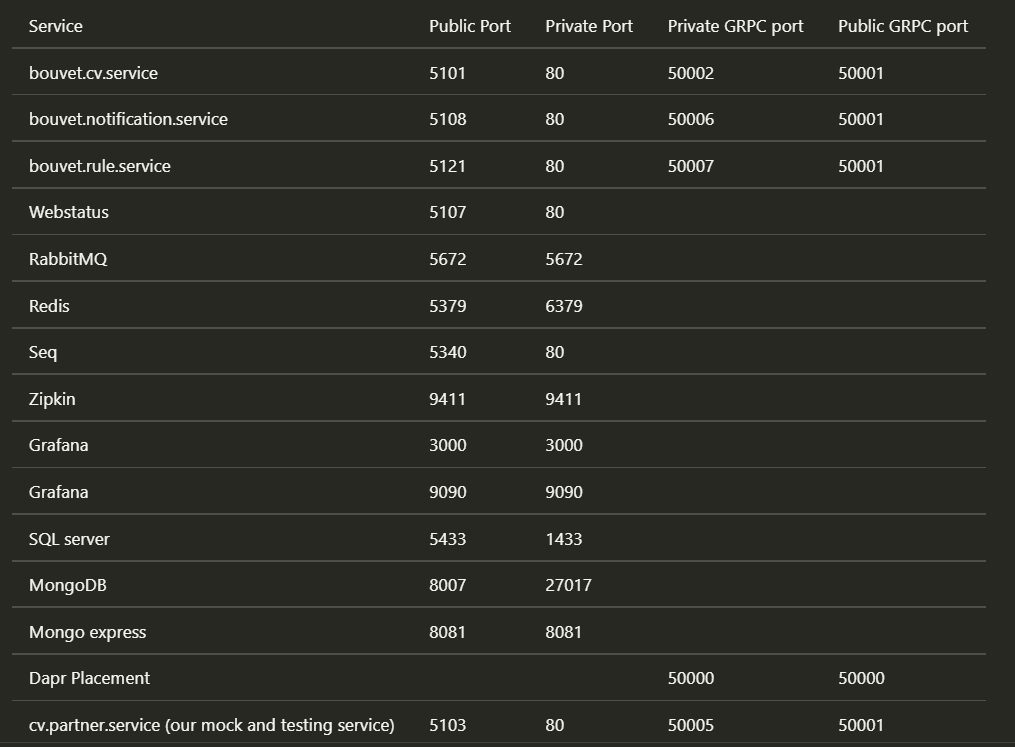 Service Public Port Private Port Private GRPC port Public GRPC port
bouvet.cv.service 5101 80 50002 50001
bouvet.notification.service 5108 80 50006 50001
bouvet.rule.service 5121 80 50007 50001
Webstatus 5107 80
RabbitMQ 5672 5672
Redis 5379 6379
Seq 5340 80
Zipkin 9411 9411
Grafana 3000 3000
Grafana 9090 9090
SQL server 5433 1433
MongoDB 8007 27017
Mongo express 8081 8081
Dapr Placement 50000 50000
cv.partner.service (our mock and testing service) 5103 80 50005 50001